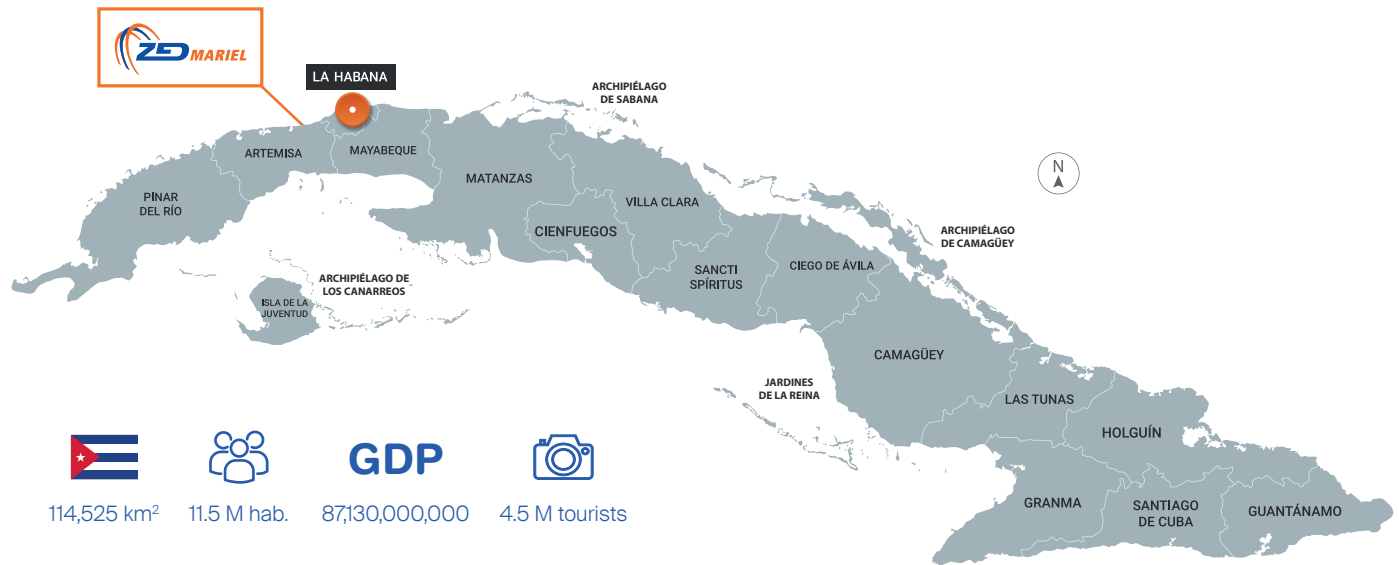 ZED MARIEL
LA HABANA
ARCHIPIÉLAGO
DE SABANA
ARTEMISA
MAYABEQUE
MATANZAS
N
PINAR
DEL RÍO
VILLA CLARA
CIENFUEGOS
ARCHIPIÉLAGO
DE CAMAGÜEY
SANCTI
SPÍRITUS
CIEGO DE ÁVILA
ARCHIPIÉLAGO DE
LOS CANARREOS
ISLA DE LA
JUVENTUD
CAMAGÜEY
JARDINES
DE LA REINA
LAS TUNAS
HOLGUÍN
GRANMA
SANTIAGO
DE CUBA
GUANTÁNAMO
GDP
114,525 km²
11.5 M hab.
87,130,000,000
4.5 M tourists